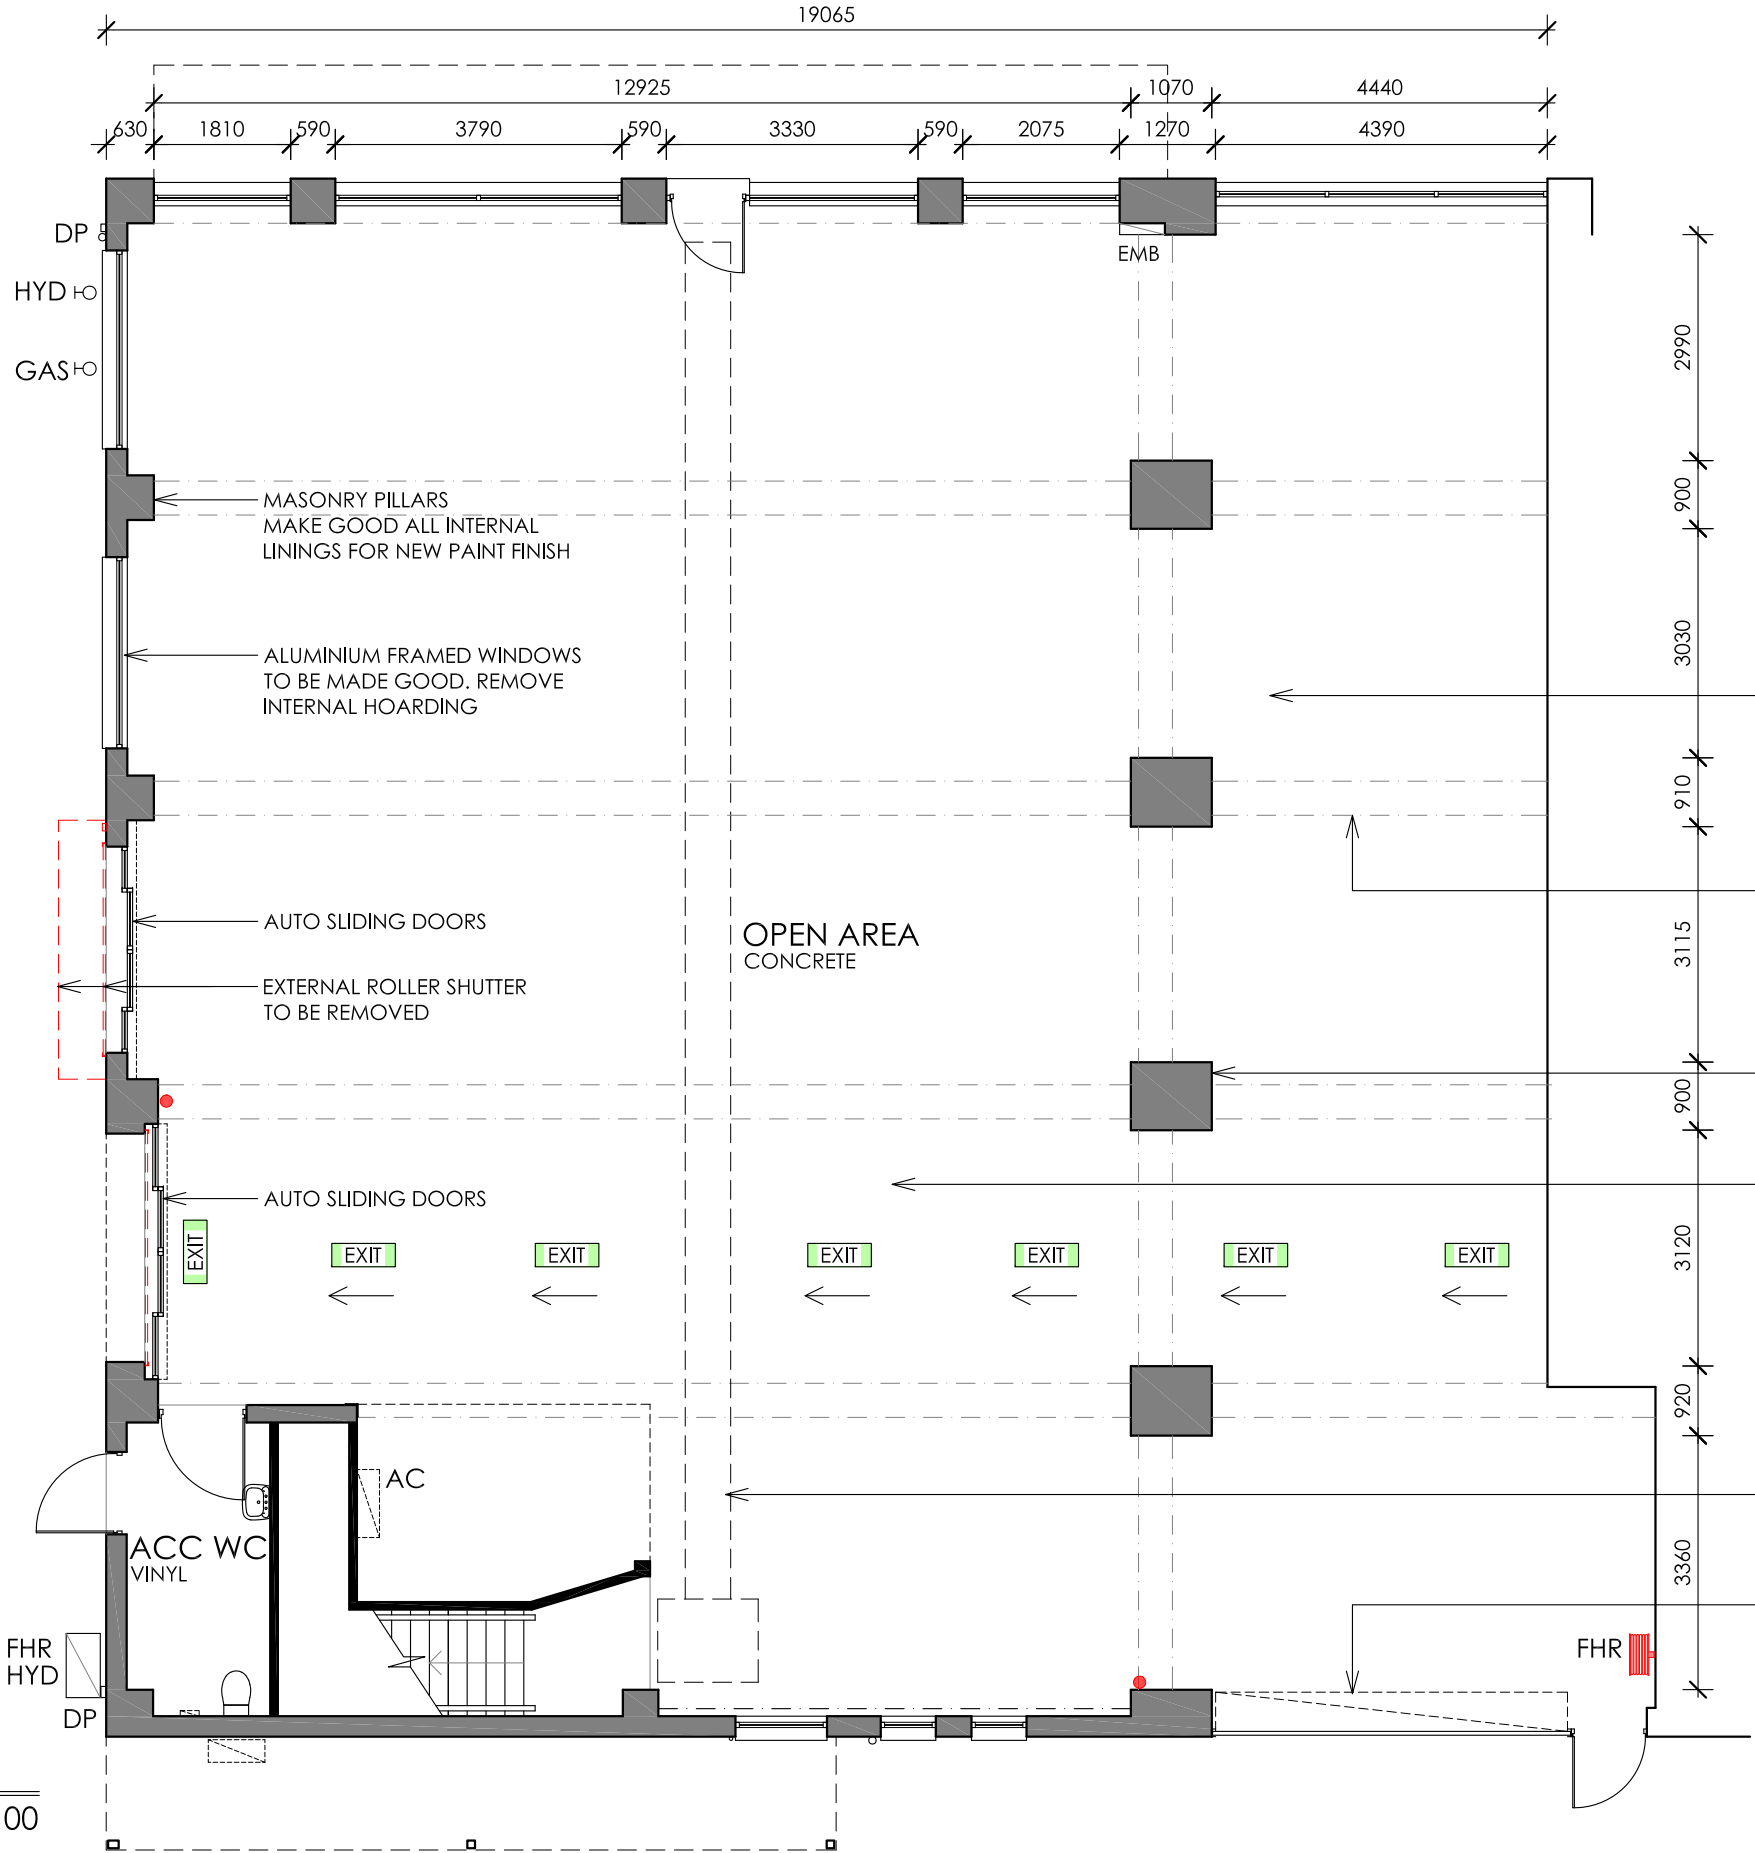 19065
12925
1070
4440
630
1810
590
3790
590
3330
590
2075
1270
4390
DP
EMB
HYD
GAS
2990
900
MASONRY PILLARS
MAKE GOOD ALL INTERNAL
LININGS FOR NEW PAINT FINISH
3030
ALUMINIUM FRAMED WINDOWS
TO BE MADE GOOD. REMOVE
INTERNAL HOARDING
910
AUTO SLIDING DOORS
OPEN AREA
CONCRETE
3115
EXTERNAL ROLLER SHUTTER
TO BE REMOVED
900
AUTO SLIDING DOORS
EXIT
EXIT
EXIT
EXIT
EXIT
EXIT
EXIT
3120
920
AC
ACC WC
VINYL
3360
FHR
HYD
FHR
DP
00